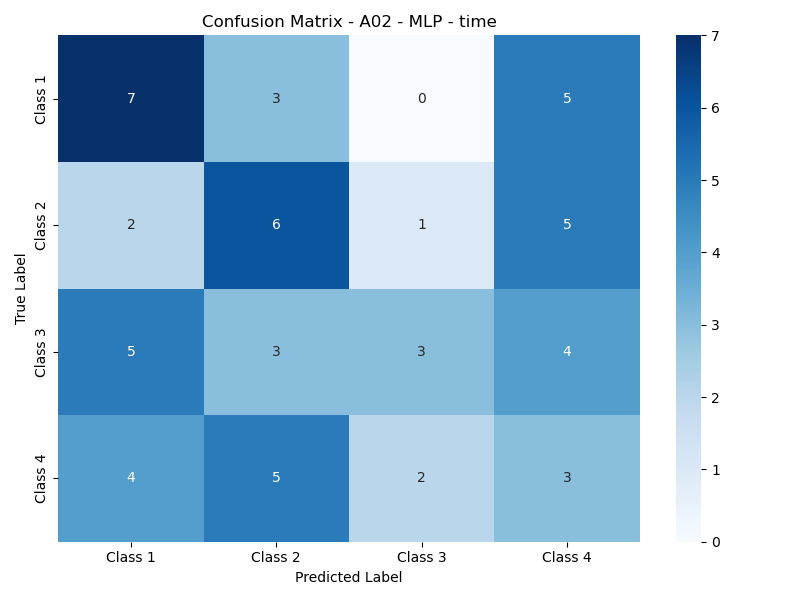 Confusion Matrix - A02 - MLP - time
True Label
Class 1
7 3 0 5
Class 2
2 6 1 5
Class 3
5 3 3 4
Class 4
4 5 2 3
Class 1 Class 2 Class 3 Class 4
Predicted Label
7
6
5
4
3
2
1
0